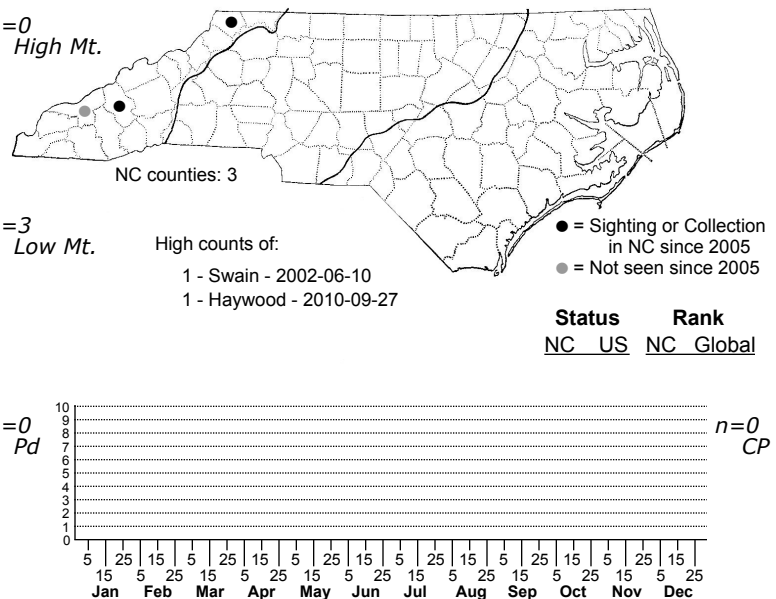 =0
High Mt.
NC counties: 3
=3
Low Mt.
High counts of:
1 - Swain - 2002-06-10
1 - Haywood - 2010-09-27
= Sighting or Collection
in NC since 2005
= Not seen since 2005
Status Rank
NC US NC Global
=0
Pd
n=0
CP
10
9
8
7
6
5
4
3
2
1
0
5 25 15 5 25 15 5 25 15 5 25 15 5 25 15 5 25 15
15 5 25 15 5 25 15 5 25 15 5 25 15 5 25 15 5 25
Jan Feb Mar Apr May Jun Jul Aug Sep Oct Nov Dec